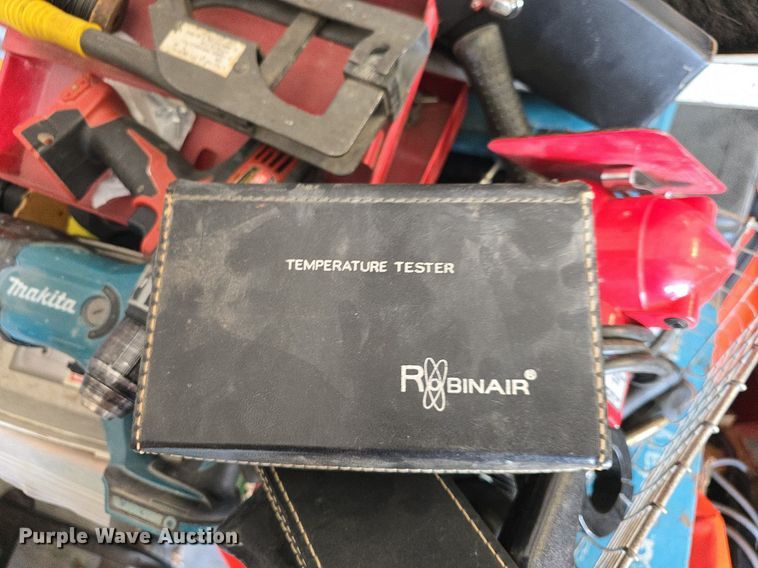 TEMPERATURE TESTER
ROBINAIR®
makita
Purple Wave Auction